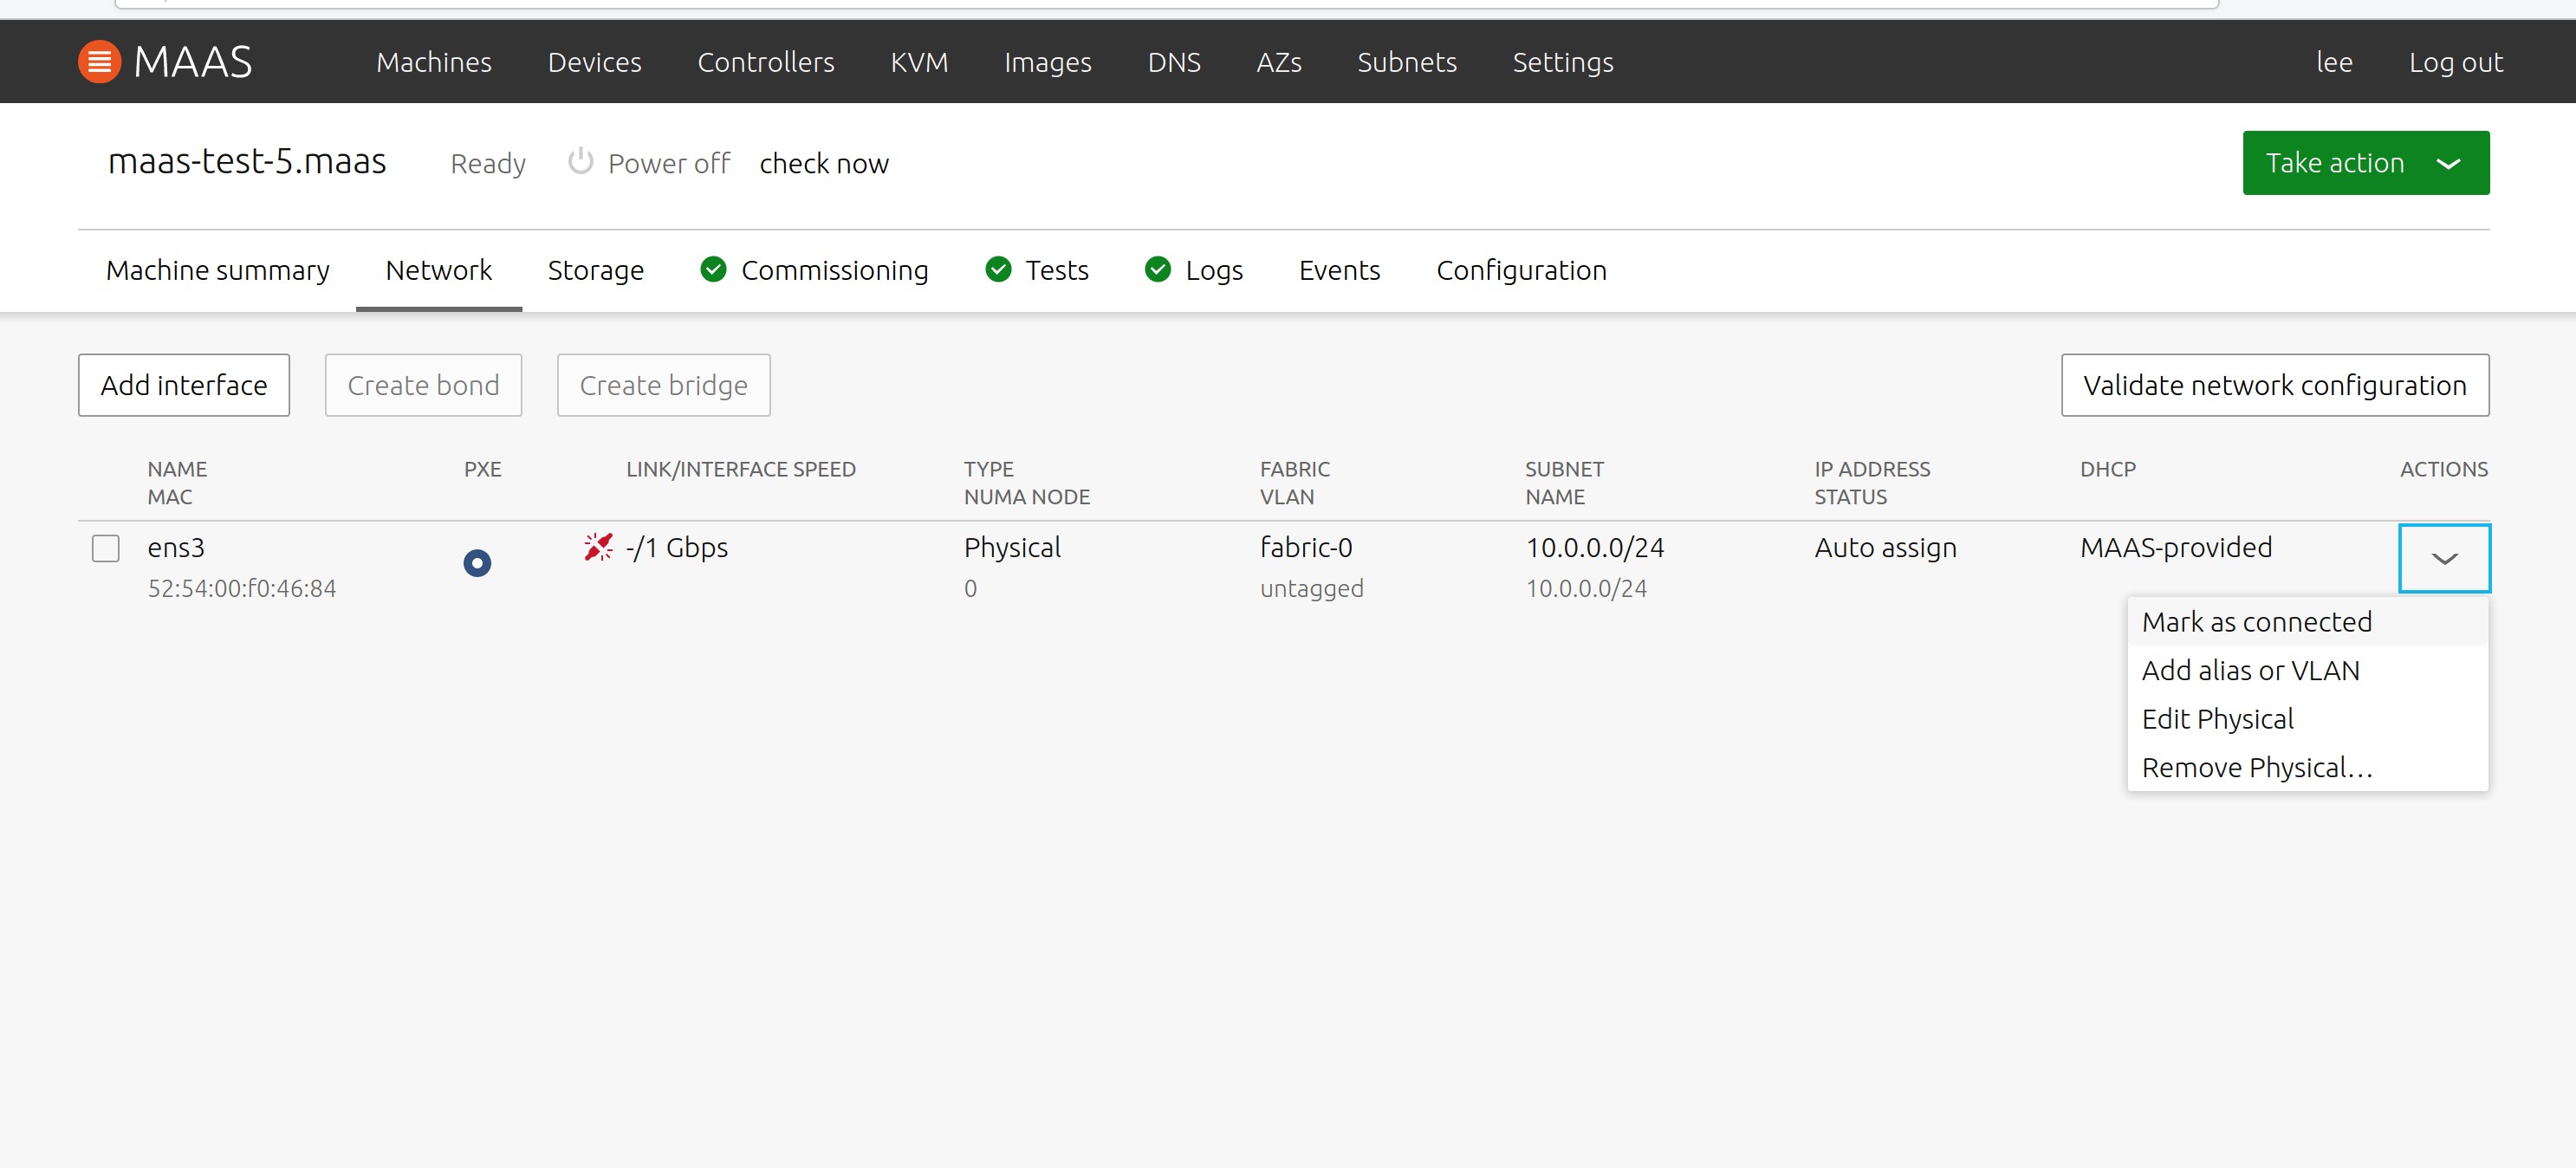 MAAS Machines Devices Controllers KVM Images DNS AZs Subnets Settings lee Log out
maas-test-5.maas Ready Power off check now Take action
Machine summary Network Storage Commissioning Tests Logs Events Configuration
Add interface Create bond Create bridge Validate network configuration
NAME PXE LINK/INTERFACE SPEED TYPE FABRIC SUBNET IP ADDRESS DHCP ACTIONS
MAC NUMA NODE VLAN NAME STATUS
ens3 -/1 Gbps Physical fabric-0 10.0.0.0/24 Auto assign MAAS-provided
52:54:00:f0:46:84 0 untagged 10.0.0.0/24
Mark as connected
Add alias or VLAN
Edit Physical
Remove Physical...